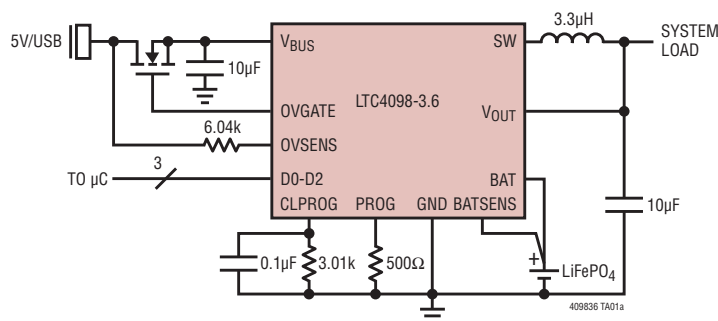 5V/USB
VBUS
10µF
OVGATE
6.04k
OVSENS
TO µC
3
D0-D2
CLPROG PROG GND BATSENS
LTC4098-3.6
SW
3.3µH
SYSTEM
LOAD
VOUT
BAT
10µF
0.1µF
3.01k
500Ω
+
LiFePO4
409836 TA01a